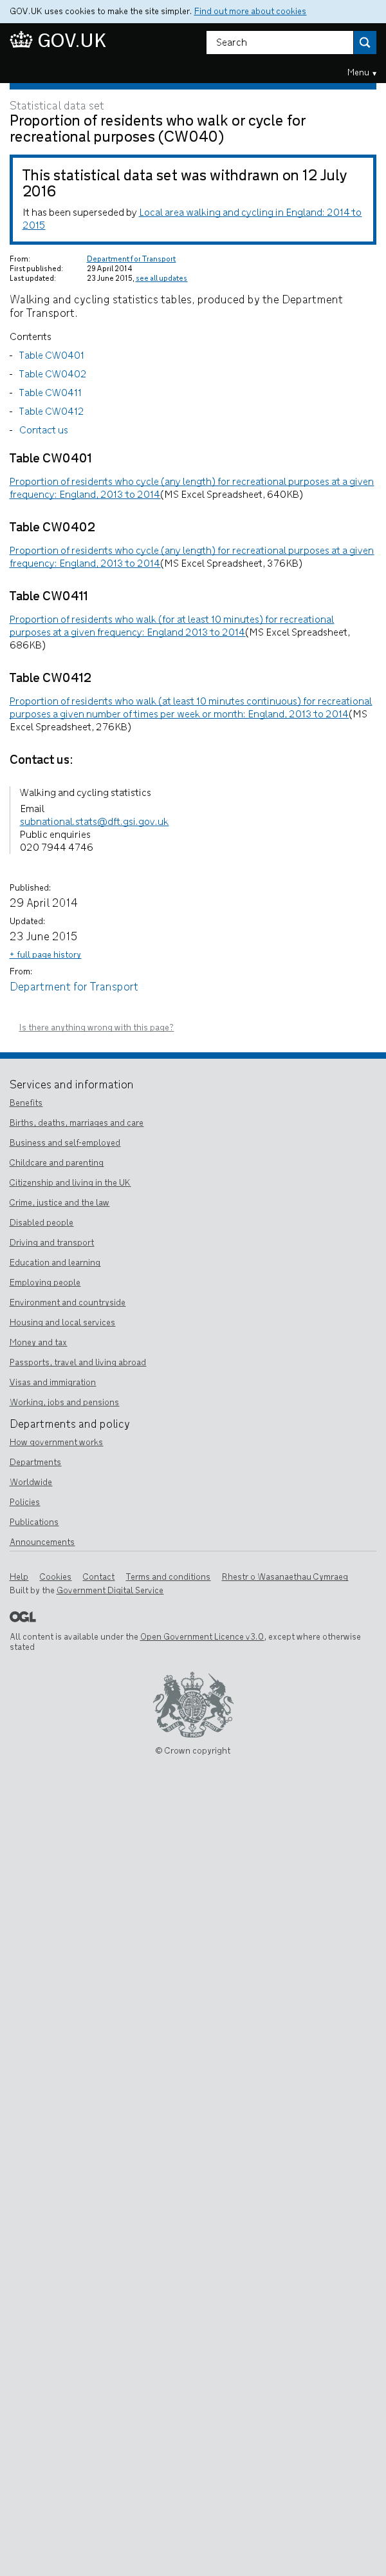 GOV.UK uses cookies to make the site simpler. Find out more about cookies
GOV.UK
Search
Menu
Statistical data set
Proportion of residents who walk or cycle for
recreational purposes (CW040)
This statistical data set was withdrawn on 12 July
2016
It has been superseded by Local area walking and cycling in England: 2014 to
2015
From: Department for Transport
First published: 29 April 2014
Last updated: 23 June 2015, see all updates
Walking and cycling statistics tables, produced by the Department
for Transport.
Contents
- Table CW0401
- Table CW0402
- Table CW0411
- Table CW0412
- Contact us
Table CW0401
Proportion of residents who cycle (any length) for recreational purposes at a given
frequency: England, 2013 to 2014(MS Excel Spreadsheet, 640KB)
Table CW0402
Proportion of residents who cycle (any length) for recreational purposes at a given
frequency: England, 2013 to 2014(MS Excel Spreadsheet, 376KB)
Table CW0411
Proportion of residents who walk (for at least 10 minutes) for recreational
purposes at a given frequency: England 2013 to 2014(MS Excel Spreadsheet,
686KB)
Table CW0412
Proportion of residents who walk (at least 10 minutes continuous) for recreational
purposes a given number of times per week or month: England, 2013 to 2014(MS
Excel Spreadsheet, 276KB)
Contact us:
Walking and cycling statistics
Email
subnational.stats@dft.gsi.gov.uk
Public enquiries
020 7944 4746
Published:
29 April 2014
Updated:
23 June 2015
+ full page history
From:
Department for Transport
Is there anything wrong with this page?
Services and information
Benefits
Births, deaths, marriages and care
Business and self-employed
Childcare and parenting
Citizenship and living in the UK
Crime, justice and the law
Disabled people
Driving and transport
Education and learning
Employing people
Environment and countryside
Housing and local services
Money and tax
Passports, travel and living abroad
Visas and immigration
Working, jobs and pensions
Departments and policy
How government works
Departments
Worldwide
Policies
Publications
Announcements
Help Cookies Contact Terms and conditions Rhestr o Wasanaethau Cymraeg
Built by the Government Digital Service
OGL
All content is available under the Open Government Licence v3.0, except where otherwise
stated
© Crown copyright